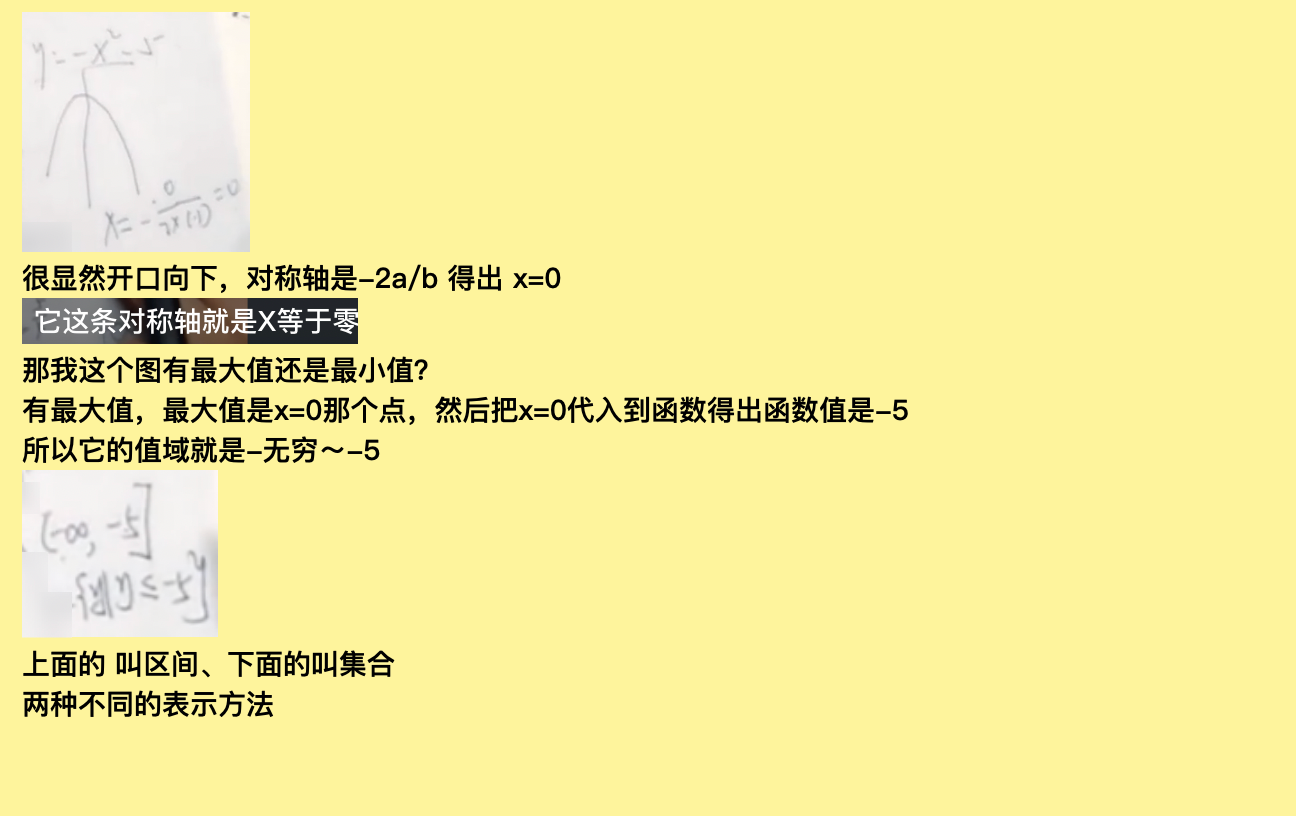 y=-x²-5
x=-0/2×(-1)=0
很显然开口向下，对称轴是-2a/b 得出 x=0
它这条对称轴就是X等于零
那我这个图有最大值还是最小值？
有最大值，最大值是x=0那个点，然后把x=0代入到函数得出函数值是-5
所以它的值域就是-无穷～-5
(-∞, -5]
{y|y≤-5}
上面的 叫区间、下面的叫集合
两种不同的表示方法